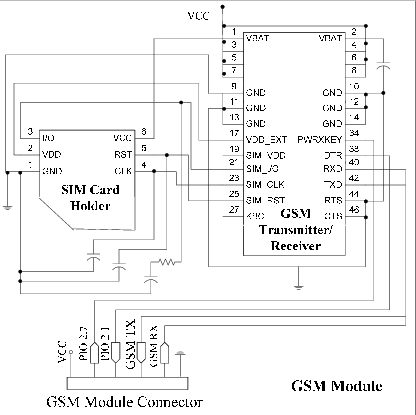 VCC
1 VBAT VBAT 2
3 4
5 6
7 8
9 GND GND 10
11 GND GND 12
13 GND GND 14
17 VDD_EXT PWRXKEY 34
19 SIM_VDD DTR 38
21 SIM_I/O RXD 40
23 SIM_CLK TXD 42
25 SIM_RST RTS 44
27 CTS 46
GSM
Transmitter/
Receiver
3 I/O VCC 6
2 VDD RST 5
1 GND CLK 4
SIM Card
Holder
VCC
PIO 2.7
PIO 2.1
GSM TX
GSM RX
GSM Module Connector
GSM Module